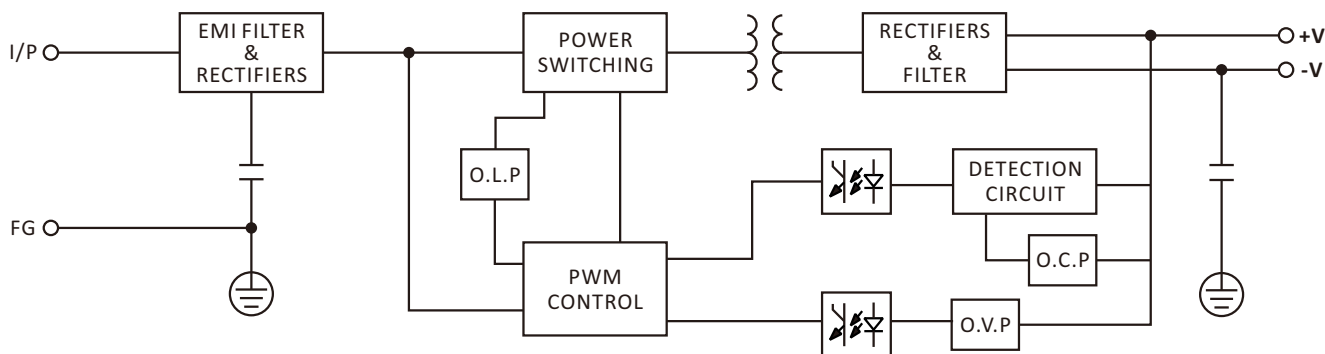 I/P
EMI FILTER
&
RECTIFIERS
POWER
SWITCHING
RECTIFIERS
&
FILTER
+V
-V
O.L.P
DETECTION
CIRCUIT
FG
O.C.P
PWM
CONTROL
O.V.P